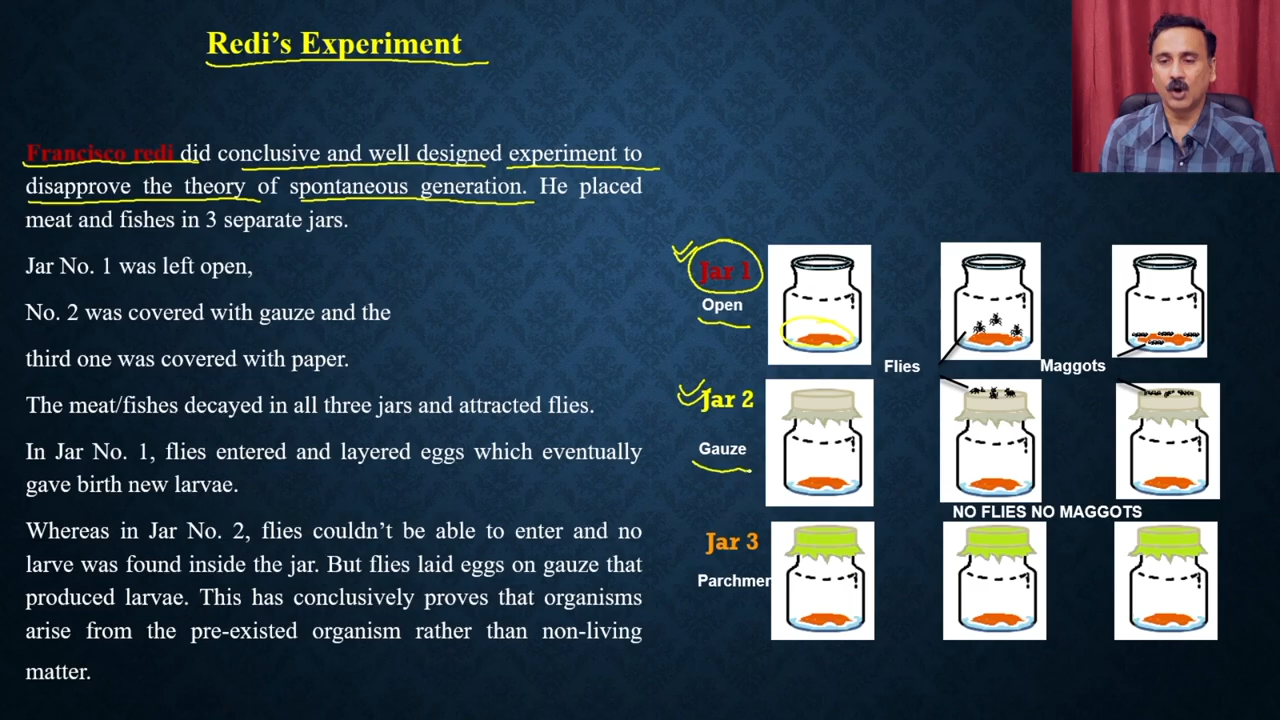 Redi's Experiment
Francisco redi did conclusive and well designed experiment to
disapprove the theory of spontaneous generation. He placed
meat and fishes in 3 separate jars.
Jar No. 1 was left open,
No. 2 was covered with gauze and the
third one was covered with paper.
The meat/fishes decayed in all three jars and attracted flies.
In Jar No. 1, flies entered and layered eggs which eventually
gave birth new larvae.
Whereas in Jar No. 2, flies couldn't be able to enter and no
larve was found inside the jar. But flies laid eggs on gauze that
produced larvae. This has conclusively proves that organisms
arise from the pre-existed organism rather than non-living
matter.
Jar 1
Open
Flies
Maggots
Jar 2
Gauze
NO FLIES NO MAGGOTS
Jar 3
Parchmen